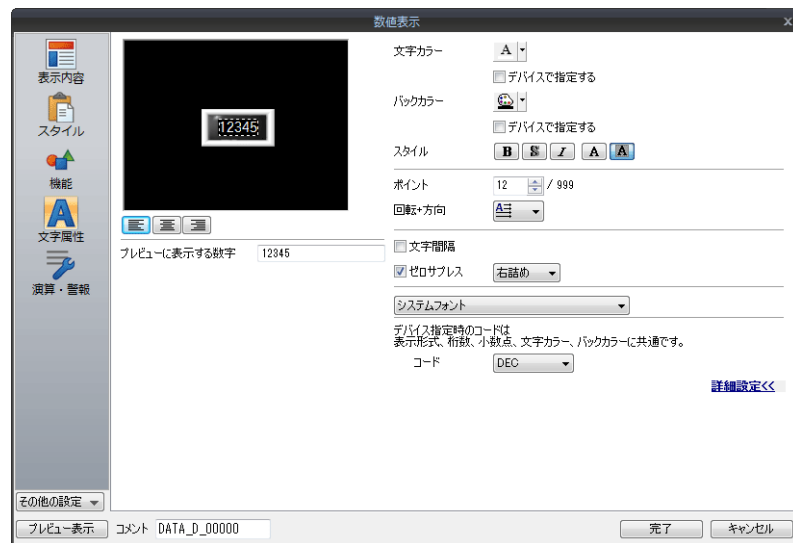 数値表示
X
表示内容
スタイル
機能
文字属性
演算・警報
その他の設定
12345
プレビューに表示する数字 12345
文字カラー A
デバイスで指定する
バックカラー
デバイスで指定する
スタイル B S I A A
ポイント 12 / 999
回転+方向 A
文字間隔
ゼロサプレス 右詰め
システムフォント
デバイス指定時のコードは
表示形式、桁数、小数点、文字カラー、バックカラーに共通です。
コード DEC
詳細設定<<
プレビュー表示 コメント DATA_D_00000 完了 キャンセル